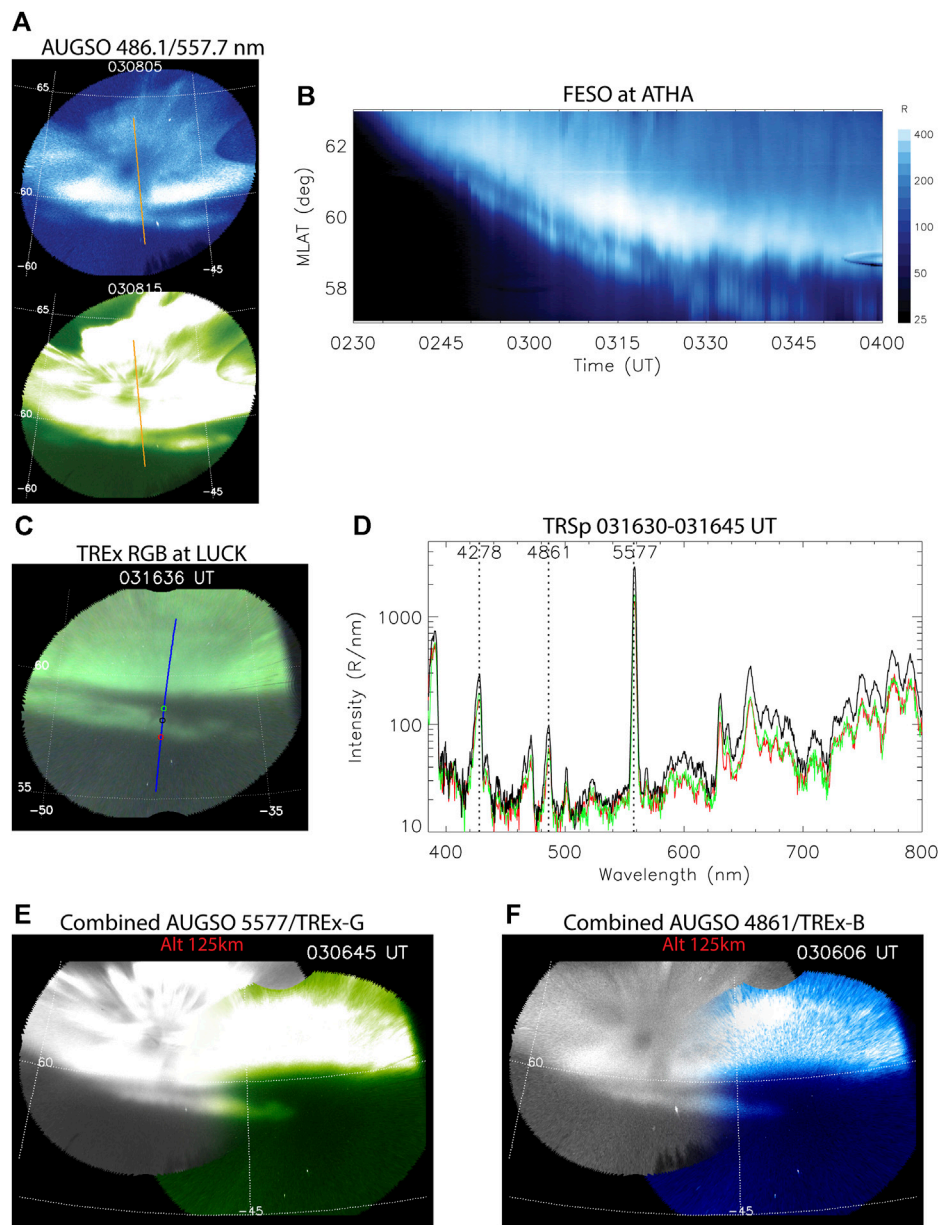 A
AUGSO 486.1/557.7 nm
030805
65
60
-60
-45
030815
65
60
-60
-45
B
FESO at ATHA
MLAT (deg)
62
60
58
0230
0245
0300
0315
0330
0345
0400
Time (UT)
R
400
200
100
50
25
C
TREx RGB at LUCK
031636 UT
60
55
-50
-35
D
TRSp 031630-031645 UT
4278
4861
5577
Intensity (R/nm)
1000
100
10
400
500
600
700
800
Wavelength (nm)
E
Combined AUGSO 5577/TREx-G
Alt 125km
030645 UT
60
-45
F
Combined AUGSO 4861/TREx-B
Alt 125km
030606 UT
60
-45